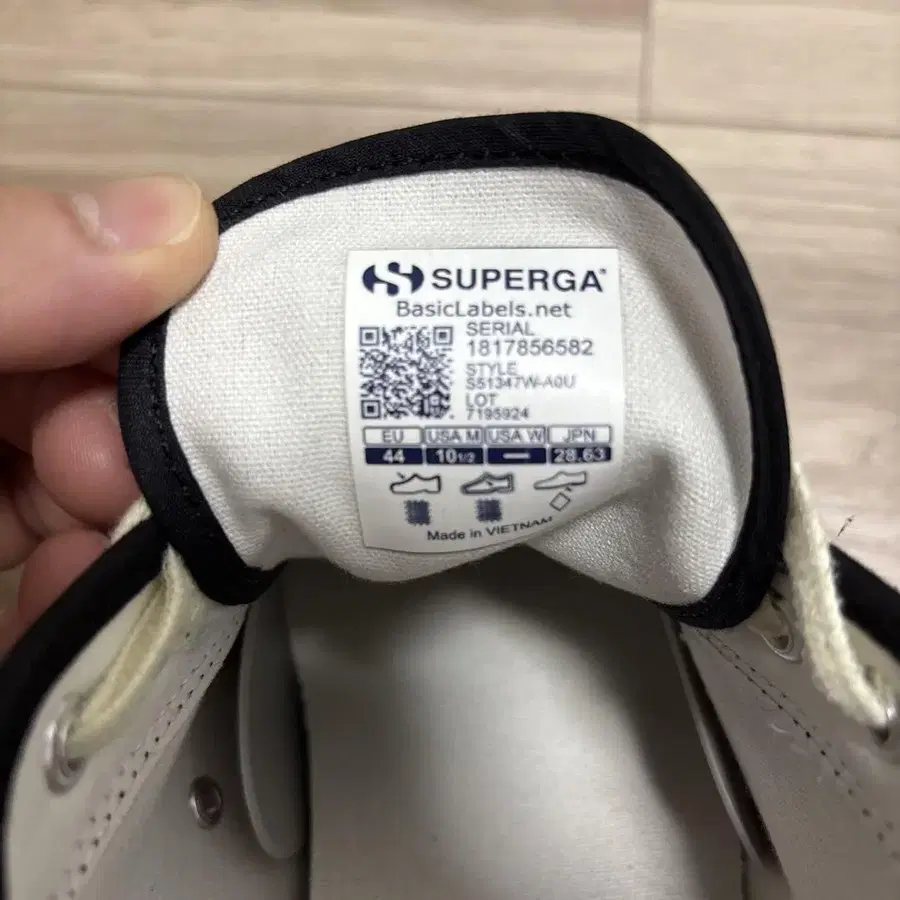 SUPERGA®
BasicLabels.net
SERIAL
1817856582
STYLE
S51347W-A0U
LOT
7195924
EU USA M USA W JPN
44 10 1/2 — 28.63
Made in VIETNAM